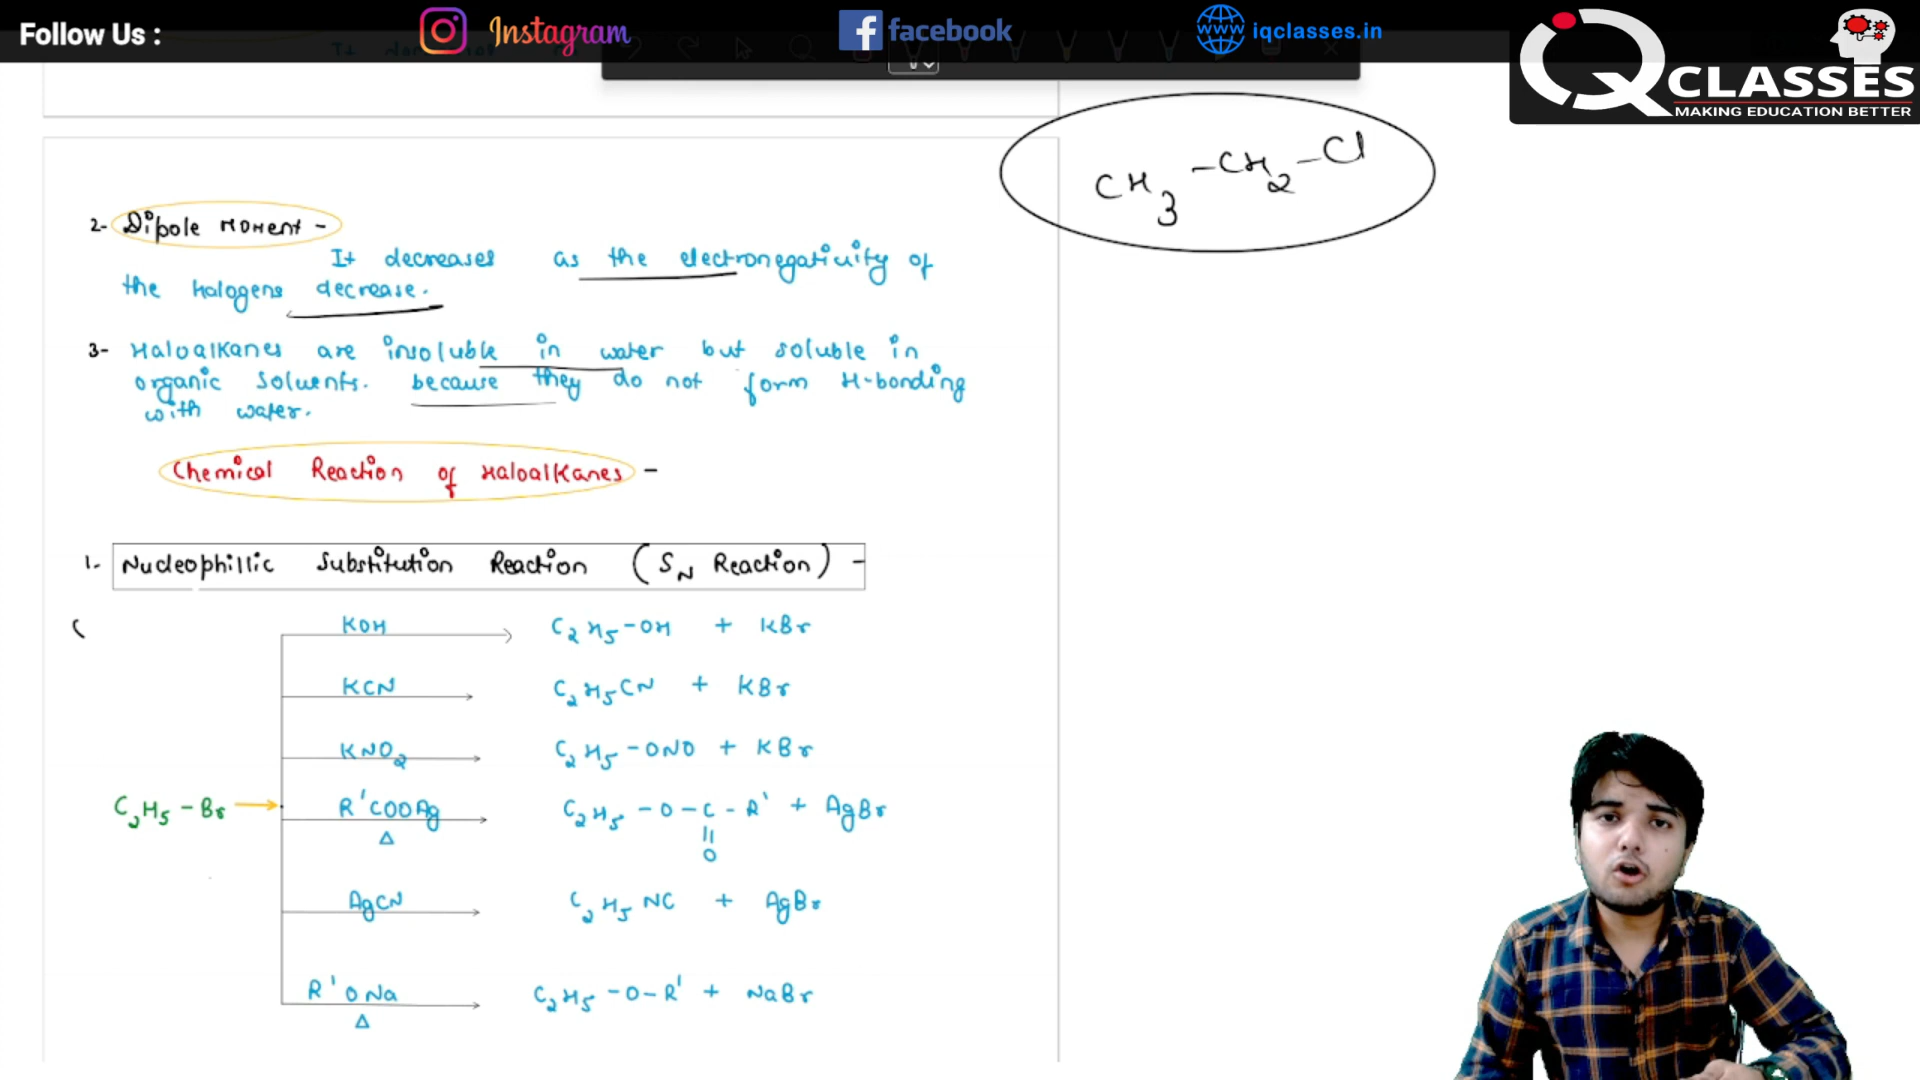 Follow Us :
Instagram
facebook
iqclasses.in
IQ CLASSES
MAKING EDUCATION BETTER
CH3 - CH2 - Cl
2- Dipole Moment -
It decreases as the electronegativity of
the halogens decrease.
3- Haloalkanes are insoluble in water but soluble in
organic solvents. because they do not form H-bonding
with water.
Chemical Reaction of Haloalkanes -
1- Nucleophillic Substitution Reaction (SN Reaction) -
KOH C2H5-OH + KBr
KCN C2H5CN + KBr
KNO2 C2H5-ONO + KBr
C2H5-Br R'COOAg C2H5-O-C-R' + AgBr
Δ || 
O
AgCN C2H5NC + AgBr
R'ONa C2H5-O-R' + NaBr
Δ